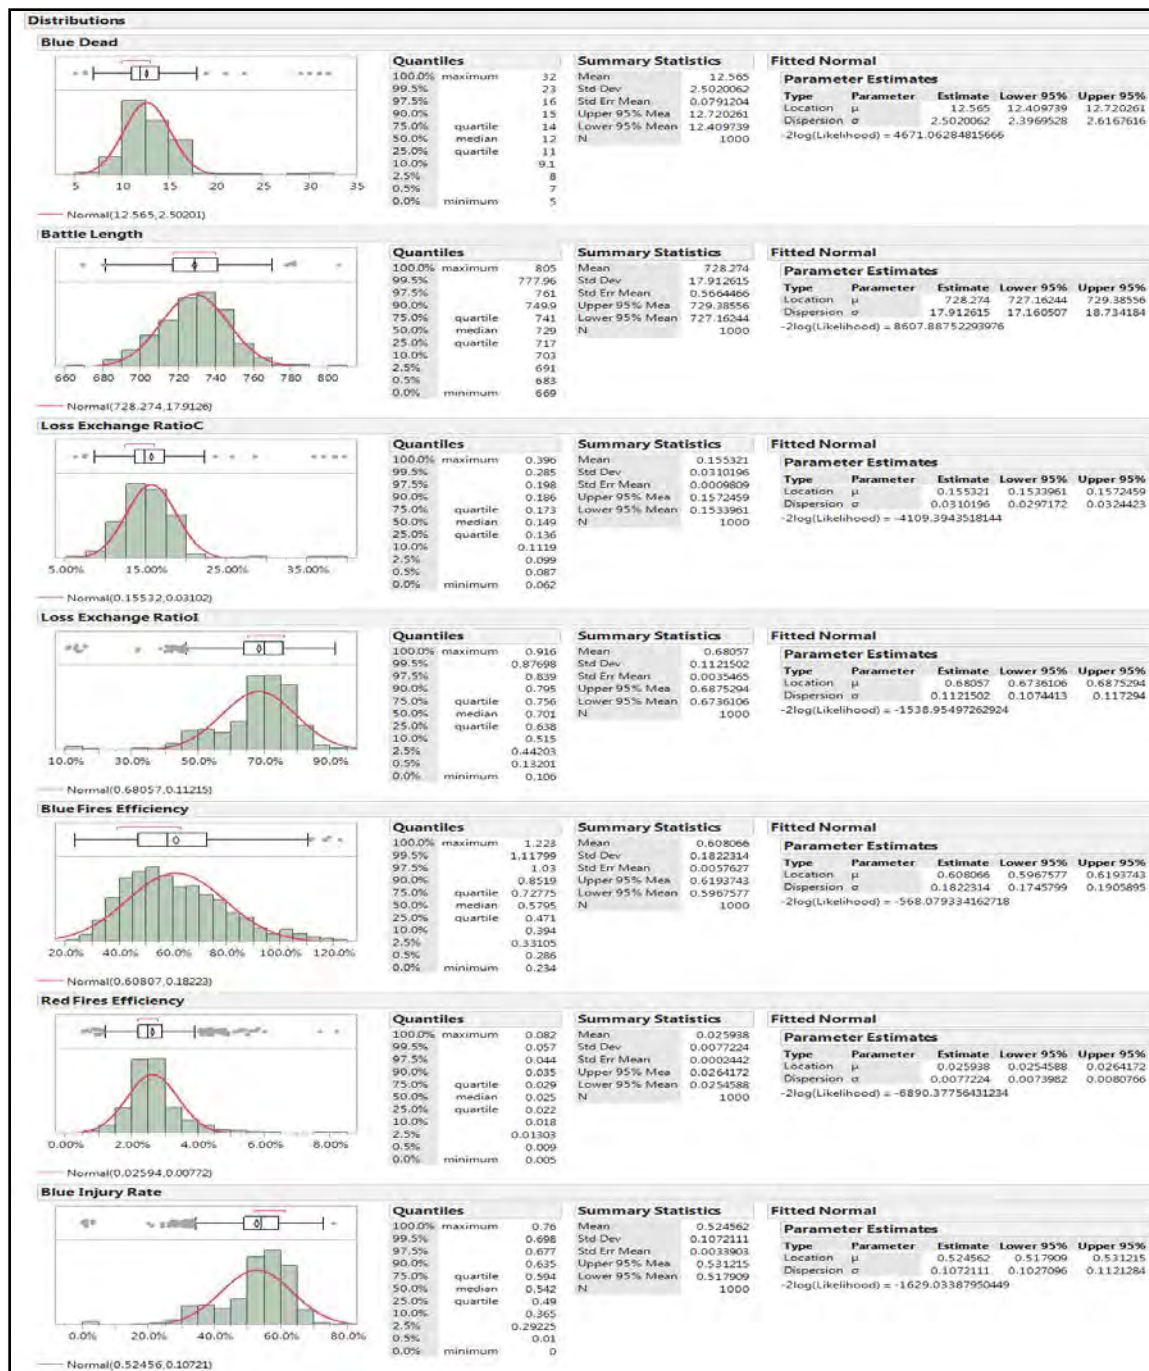 Distributions
Blue Dead
Quantiles
100.0% maximum 32
99.5% 23
97.5% 16
90.0% 15
75.0% quartile 14
50.0% median 12
25.0% quartile 11
10.0% 9.1
2.5% 8
0.5% 7
0.0% minimum 5
Summary Statistics
Mean 12.565
Std Dev 2.5020062
Std Err Mean 0.0791204
Upper 95% Mea 12.720261
Lower 95% Mean 12.409739
N 1000
Fitted Normal
Parameter Estimates
Type Parameter Estimate Lower 95% Upper 95%
Location μ 12.565 12.409739 12.720261
Dispersion σ 2.5020062 2.3969528 2.6167616
-2log(Likelihood) = 4671.06284815666
5 10 15 20 25 30 35
Normal(12.565,2.50201)
Battle Length
Quantiles
100.0% maximum 805
99.5% 777.96
97.5% 761
90.0% 749.9
75.0% quartile 741
50.0% median 729
25.0% quartile 717
10.0% 703
2.5% 691
0.5% 683
0.0% minimum 669
Summary Statistics
Mean 728.274
Std Dev 17.912615
Std Err Mean 0.5664466
Upper 95% Mea 729.38556
Lower 95% Mean 727.16244
N 1000
Fitted Normal
Parameter Estimates
Type Parameter Estimate Lower 95% Upper 95%
Location μ 728.274 727.16244 729.38556
Dispersion σ 17.912615 17.160507 18.734184
-2log(Likelihood) = 8607.88752293976
660 680 700 720 740 760 780 800
Normal(728.274,17.9126)
Loss Exchange RatioC
Quantiles
100.0% maximum 0.396
99.5% 0.285
97.5% 0.198
90.0% 0.186
75.0% quartile 0.173
50.0% median 0.149
25.0% quartile 0.136
10.0% 0.1119
2.5% 0.099
0.5% 0.087
0.0% minimum 0.062
Summary Statistics
Mean 0.155321
Std Dev 0.0310196
Std Err Mean 0.0009809
Upper 95% Mea 0.1572459
Lower 95% Mean 0.1533961
N 1000
Fitted Normal
Parameter Estimates
Type Parameter Estimate Lower 95% Upper 95%
Location μ 0.155321 0.1533961 0.1572459
Dispersion σ 0.0310196 0.0297172 0.0324423
-2log(Likelihood) = -4109.3943518144
5.00% 15.00% 25.00% 35.00%
Normal(0.15532,0.03102)
Loss Exchange RatioI
Quantiles
100.0% maximum 0.916
99.5% 0.87698
97.5% 0.839
90.0% 0.795
75.0% quartile 0.756
50.0% median 0.701
25.0% quartile 0.638
10.0% 0.515
2.5% 0.44203
0.5% 0.13201
0.0% minimum 0.106
Summary Statistics
Mean 0.68057
Std Dev 0.1121502
Std Err Mean 0.0035465
Upper 95% Mea 0.6875294
Lower 95% Mean 0.6736106
N 1000
Fitted Normal
Parameter Estimates
Type Parameter Estimate Lower 95% Upper 95%
Location μ 0.68057 0.6736106 0.6875294
Dispersion σ 0.1121502 0.1074413 0.117294
-2log(Likelihood) = -1538.95497262924
10.0% 30.0% 50.0% 70.0% 90.0%
Normal(0.68057,0.11215)
Blue Fires Efficiency
Quantiles
100.0% maximum 1.223
99.5% 1.11799
97.5% 1.03
90.0% 0.8519
75.0% quartile 0.72775
50.0% median 0.5795
25.0% quartile 0.471
10.0% 0.394
2.5% 0.33105
0.5% 0.286
0.0% minimum 0.234
Summary Statistics
Mean 0.608066
Std Dev 0.1822314
Std Err Mean 0.0057627
Upper 95% Mea 0.6193743
Lower 95% Mean 0.5967577
N 1000
Fitted Normal
Parameter Estimates
Type Parameter Estimate Lower 95% Upper 95%
Location μ 0.608066 0.5967577 0.6193743
Dispersion σ 0.1822314 0.1745799 0.1905895
-2log(Likelihood) = -568.079334162718
20.0% 40.0% 60.0% 80.0% 100.0% 120.0%
Normal(0.60807,0.18223)
Red Fires Efficiency
Quantiles
100.0% maximum 0.082
99.5% 0.057
97.5% 0.044
90.0% 0.035
75.0% quartile 0.029
50.0% median 0.025
25.0% quartile 0.022
10.0% 0.018
2.5% 0.01303
0.5% 0.009
0.0% minimum 0.005
Summary Statistics
Mean 0.025938
Std Dev 0.0077224
Std Err Mean 0.0002442
Upper 95% Mea 0.0264172
Lower 95% Mean 0.0254588
N 1000
Fitted Normal
Parameter Estimates
Type Parameter Estimate Lower 95% Upper 95%
Location μ 0.025938 0.0254588 0.0264172
Dispersion σ 0.0077224 0.0073982 0.0080766
-2log(Likelihood) = -6890.37756431234
0.00% 2.00% 4.00% 6.00% 8.00%
Normal(0.02594,0.00772)
Blue Injury Rate
Quantiles
100.0% maximum 0.76
99.5% 0.698
97.5% 0.677
90.0% 0.635
75.0% quartile 0.594
50.0% median 0.542
25.0% quartile 0.49
10.0% 0.365
2.5% 0.29225
0.5% 0.01
0.0% minimum 0
Summary Statistics
Mean 0.524562
Std Dev 0.1072111
Std Err Mean 0.0033903
Upper 95% Mea 0.531215
Lower 95% Mean 0.517909
N 1000
Fitted Normal
Parameter Estimates
Type Parameter Estimate Lower 95% Upper 95%
Location μ 0.524562 0.517909 0.531215
Dispersion σ 0.1072111 0.1027096 0.1121284
-2log(Likelihood) = -1629.03387950449
0.0% 20.0% 40.0% 60.0% 80.0%
Normal(0.52456,0.10721)